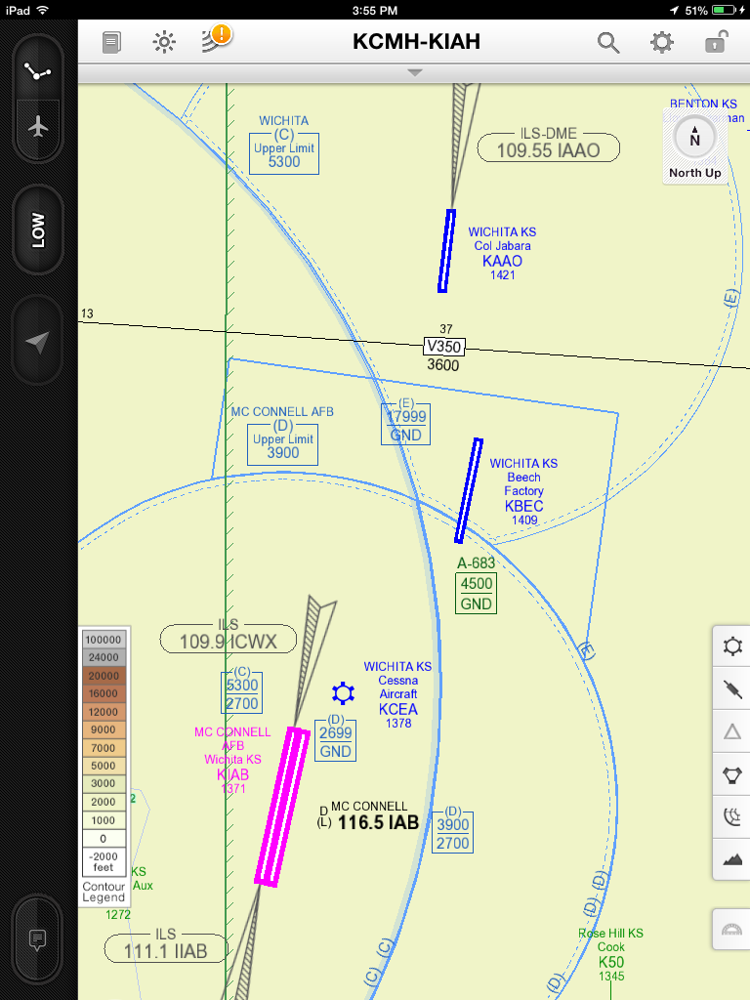 iPad
3:55 PM
51%
KCMH-KIAH
BENTON KS
WICHITA
(C)
Upper Limit
5300
ILS-DME
109.55 IAAO
N
North Up
LOW
WICHITA KS
Col Jabara
KAAO
1421
(E)
13
37
V350
3600
MC CONNELL AFB
(D)
Upper Limit
3900
(E)
17999
GND
WICHITA KS
Beech
Factory
KBEC
1409
A-683
4500
GND
ILS
109.9 ICWX
(E)
(C)
5300
2700
WICHITA KS
Cessna
Aircraft
KCEA
1378
(D)
2699
GND
MC CONNELL
AFB
Wichita KS
KIAB
1371
100000
24000
20000
16000
12000
9000
7000
5000
3000
2000
1000
0
-2000
feet
Contour
Legend
2
D
(L)
MC CONNELL
116.5 IAB
(D)
3900
2700
KS
Aux
1272
ILS
111.1 IIAB
(C)
(C)
(D)
(D)
(D)
Rose Hill KS
Cook
K50
1345